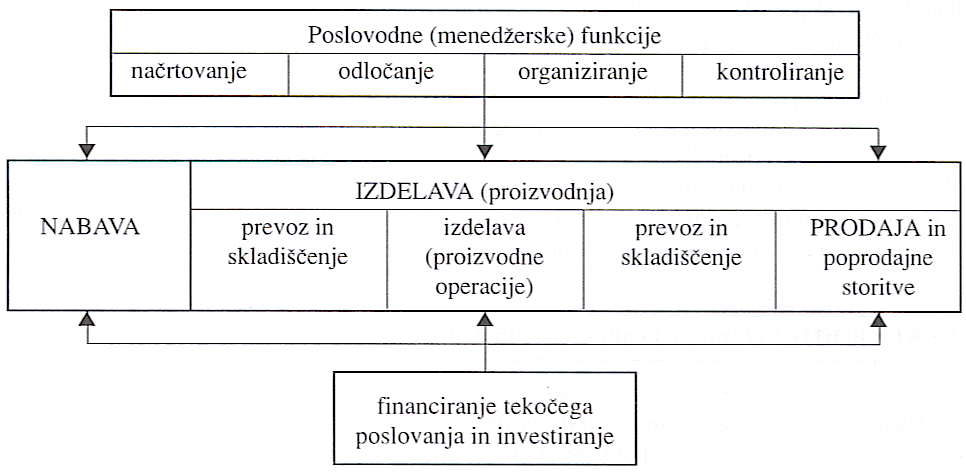 Poslovodne (menedžerske) funkcije
načrtovanje
odločanje
organiziranje
kontroliranje
NABAVA
IZDELAVA (proizvodnja)
prevoz in
skladiščenje
izdelava
(proizvodne
operacije)
prevoz in
skladiščenje
PRODAJA in
poprodajne
storitve
financiranje tekočega
poslovanja in investiranje